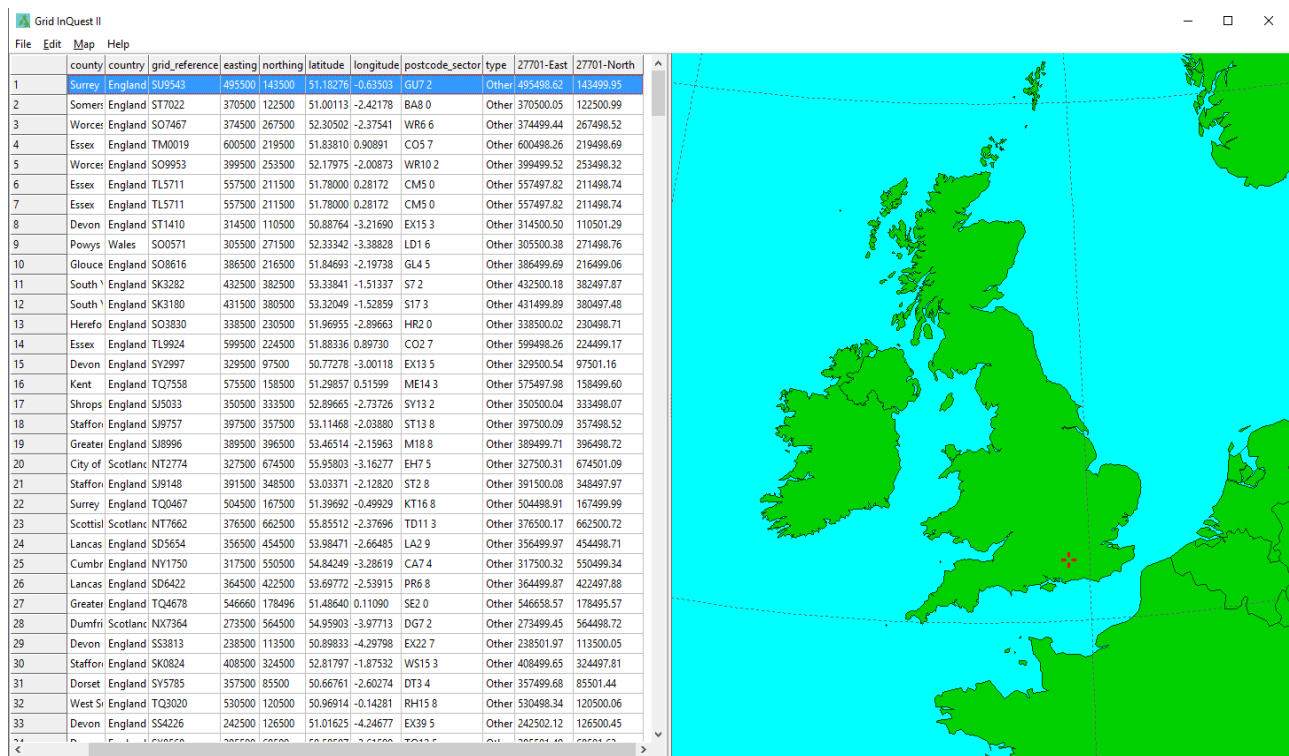 Grid InQuest II
File Edit Map Help
county country grid_reference easting northing latitude longitude postcode_sector type 27701-East 27701-North
1 Surrey England SU9543 495500 143500 51.18276 -0.63503 GU7 2 Other 495498.62 143499.95
2 Somers England ST7022 370500 122500 51.00113 -2.42178 BA8 0 Other 370500.05 122500.99
3 Worces England SO7467 374500 267500 52.30502 -2.37541 WR6 6 Other 374499.44 267498.52
4 Essex England TM0019 600500 219500 51.83810 0.90891 CO5 7 Other 600498.26 219498.69
5 Worces England SO9953 399500 253500 52.17975 -2.00873 WR10 2 Other 399499.52 253498.32
6 Essex England TL5711 557500 211500 51.78000 0.28172 CM5 0 Other 557497.82 211498.74
7 Essex England TL5711 557500 211500 51.78000 0.28172 CM5 0 Other 557497.82 211498.74
8 Devon England ST1410 314500 110500 50.88764 -3.21690 EX15 3 Other 314500.50 110501.29
9 Powys Wales SO0571 305500 271500 52.33342 -3.38828 LD1 6 Other 305500.38 271498.76
10 Glouce England SO8616 386500 216500 51.84693 -2.19738 GL4 5 Other 386499.69 216499.06
11 South England SK3282 432500 382500 53.33841 -1.51337 S7 2 Other 432500.18 382497.87
12 South England SK3180 431500 380500 53.32049 -1.52859 S17 3 Other 431499.89 380497.48
13 Herefo England SO3830 338500 230500 51.96955 -2.89663 HR2 0 Other 338500.02 230498.71
14 Essex England TL9924 599500 224500 51.88336 0.89730 CO2 7 Other 599498.26 224499.17
15 Devon England SY2997 329500 97500 50.77278 -3.00118 EX13 5 Other 329500.54 97501.16
16 Kent England TQ7558 575500 158500 51.29857 0.51599 ME14 3 Other 575497.98 158499.60
17 Shrops England SJ5033 350500 333500 52.89665 -2.73726 SY13 2 Other 350500.04 333498.07
18 Staffor England SJ9757 397500 357500 53.11468 -2.03880 ST13 8 Other 397500.09 357498.52
19 Greater England SJ8996 389500 396500 53.46514 -2.15963 M18 8 Other 389499.71 396498.72
20 City of Scotlanc NT2774 327500 674500 55.95803 -3.16277 EH7 5 Other 327500.31 674501.09
21 Staffor England SJ9148 391500 348500 53.03371 -2.12820 ST2 8 Other 391500.08 348497.97
22 Surrey England TQ0467 504500 167500 51.39692 -0.49929 KT16 8 Other 504498.91 167499.99
23 Scottisl Scotlanc NT7662 376500 662500 55.85512 -2.37696 TD11 3 Other 376500.17 662500.72
24 Lancas England SD5654 356500 454500 53.98471 -2.66485 LA2 9 Other 356499.97 454498.71
25 Cumbr England NY1750 317500 550500 54.84249 -3.28619 CA7 4 Other 317500.32 550499.34
26 Lancas England SD6422 364500 422500 53.69772 -2.53915 PR6 8 Other 364499.87 422497.88
27 Greater England TQ4678 546660 178496 51.48640 0.11090 SE2 0 Other 546658.57 178495.57
28 Dumfri Scotlanc NX7364 273500 564500 54.95903 -3.97713 DG7 2 Other 273499.45 564498.72
29 Devon England SS3813 238500 113500 50.89833 -4.29798 EX22 7 Other 238501.97 113500.05
30 Staffor England SK0824 408500 324500 52.81797 -1.87532 WS15 3 Other 408499.65 324497.81
31 Dorset England SY5785 357500 85500 50.66761 -2.60274 DT3 4 Other 357499.68 85501.44
32 West S England TQ3020 530500 120500 50.96914 -0.14281 RH15 8 Other 530498.34 120500.06
33 Devon England SS4226 242500 126500 51.01625 -4.24677 EX39 5 Other 242502.12 126500.45